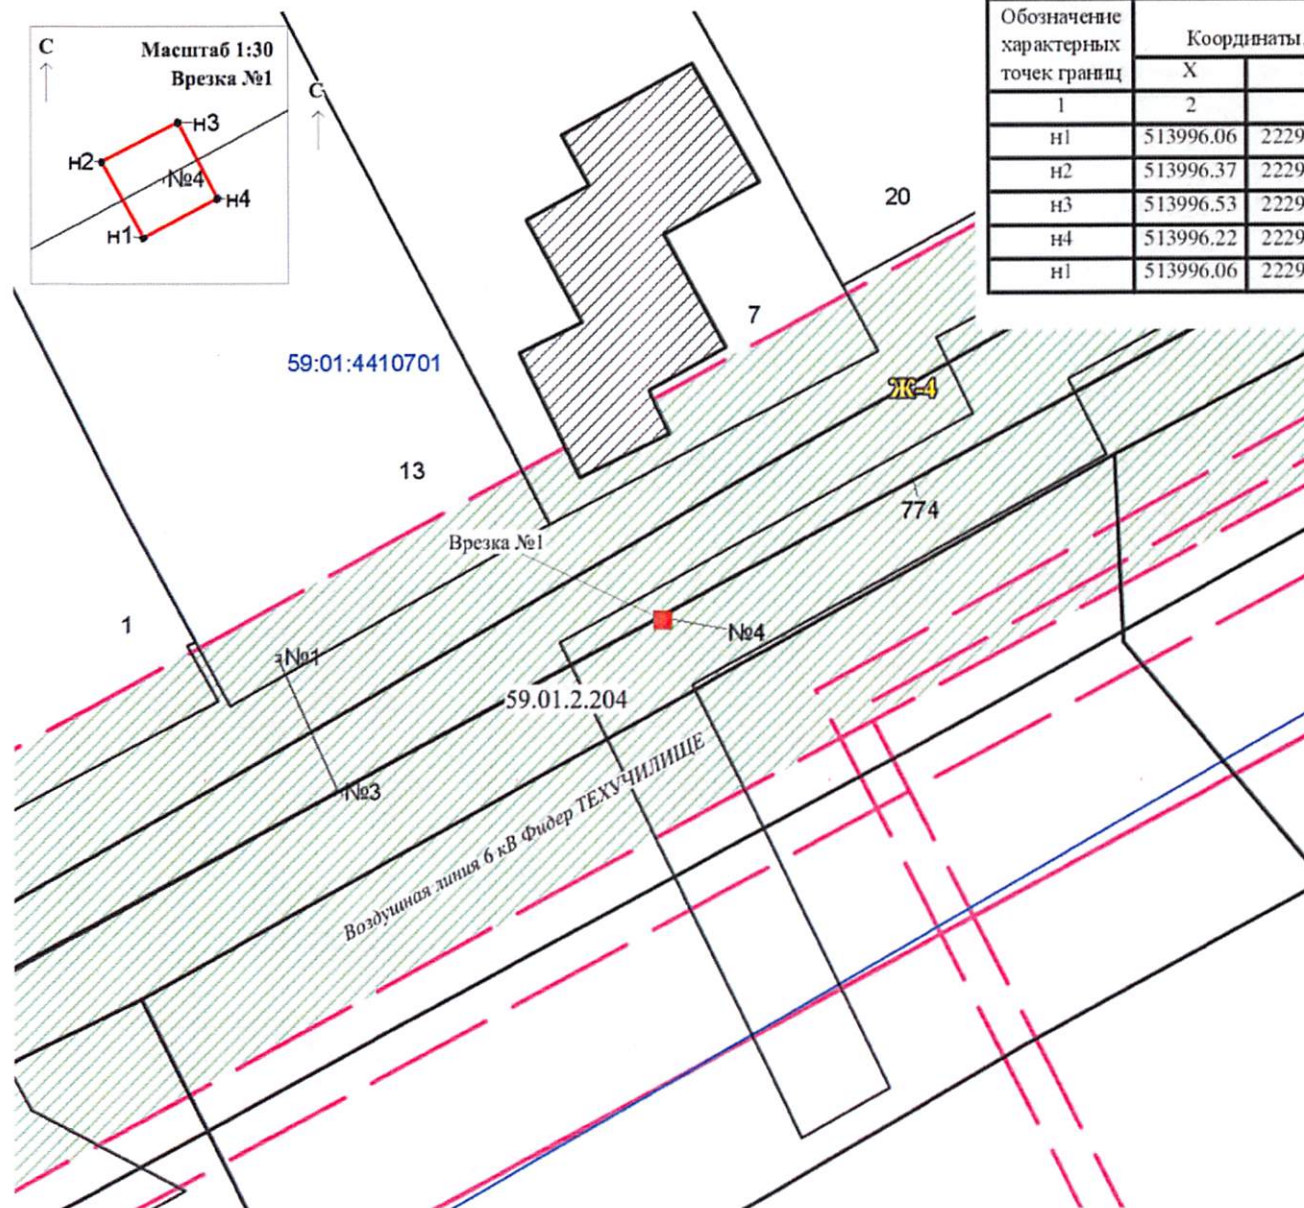 С
Масштаб 1:30
Врезка №1
н3
н2
№4
н4
н1
С
Обозначение
характерных
точек границ
Координаты
X
1
2
н1 513996.06 2229
н2 513996.37 2229
н3 513996.53 2229
н4 513996.22 2229
н1 513996.06 2229
20
7
59:01:4410701
Ж-4
13
774
Врезка №1
1
№4
№1
59.01.2.204
№3
Воздушная линия 6 кВ Фидер ТЕХУЧИЛИЩЕ